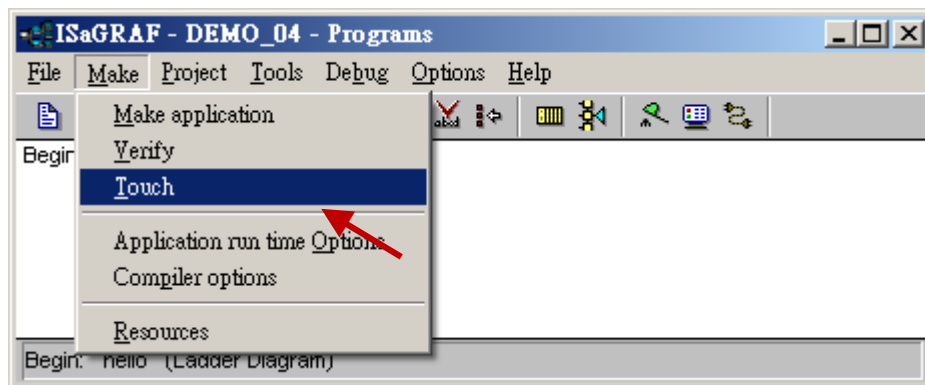 ISaGRAF - DEMO_04 - Programs
File Make Project Tools Debug Options Help
Make application
Begin
Verify
Touch
Application run time Options
Compiler options
Resources
Begin: hello (Ladder Diagram)